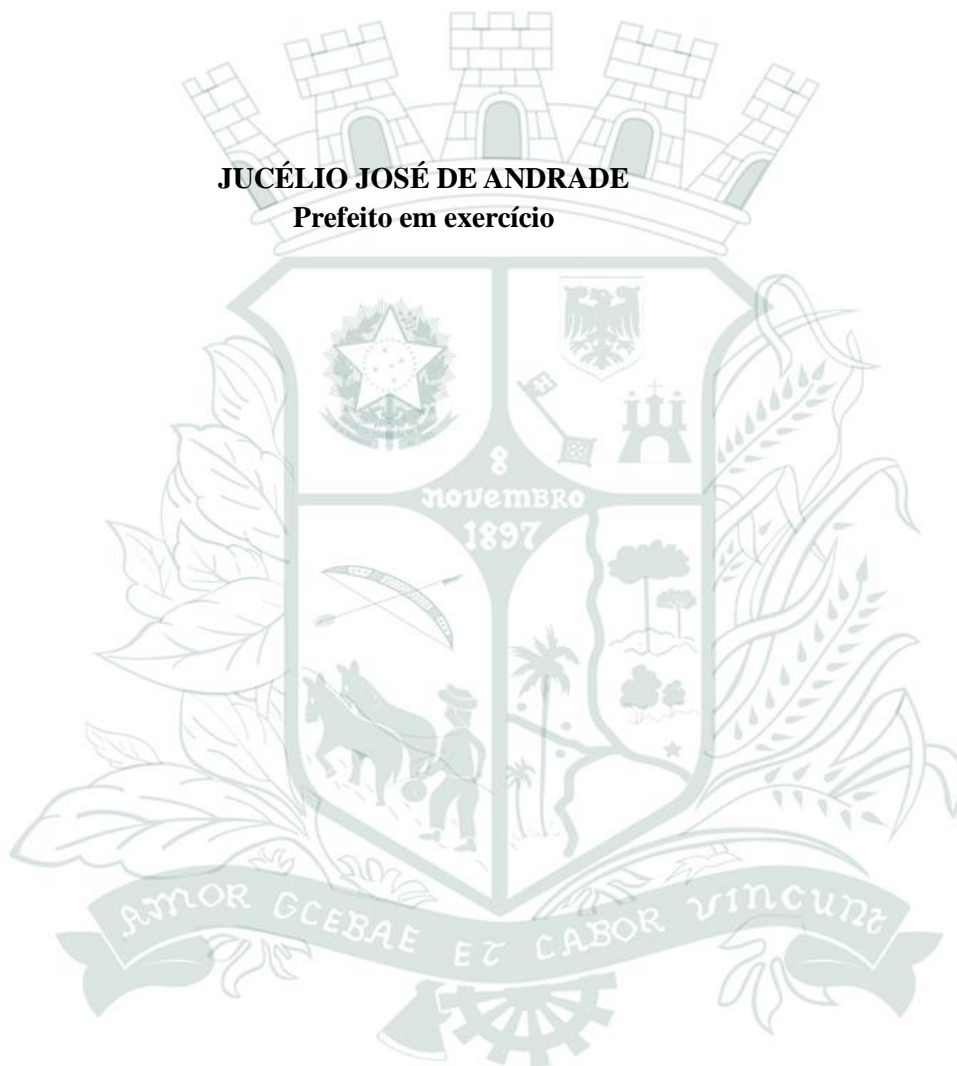 JUCÉLIO JOSÉ DE ANDRADE
Prefeito em exercício
8
NOVEMBRO
1897
AMOR GLEBAE ET LABOR VINCUNT